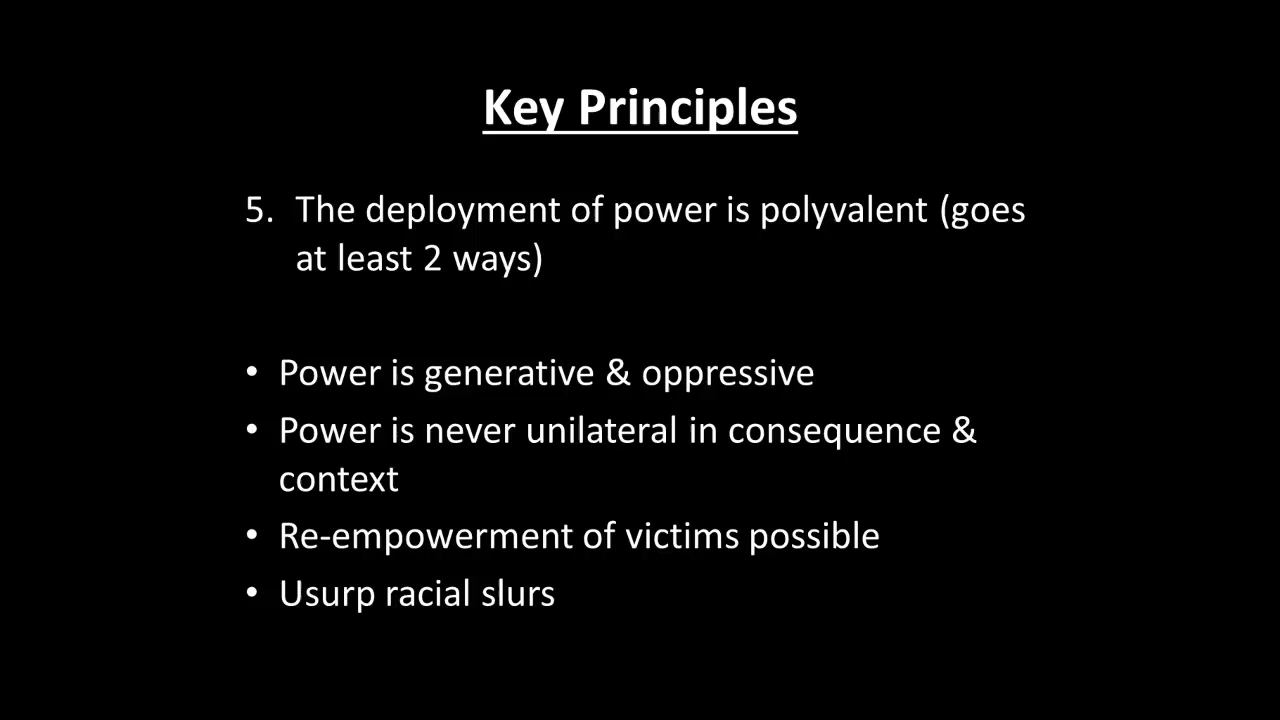 Key Principles
5. The deployment of power is polyvalent (goes
at least 2 ways)
• Power is generative & oppressive
• Power is never unilateral in consequence &
context
• Re-empowerment of victims possible
• Usurp racial slurs